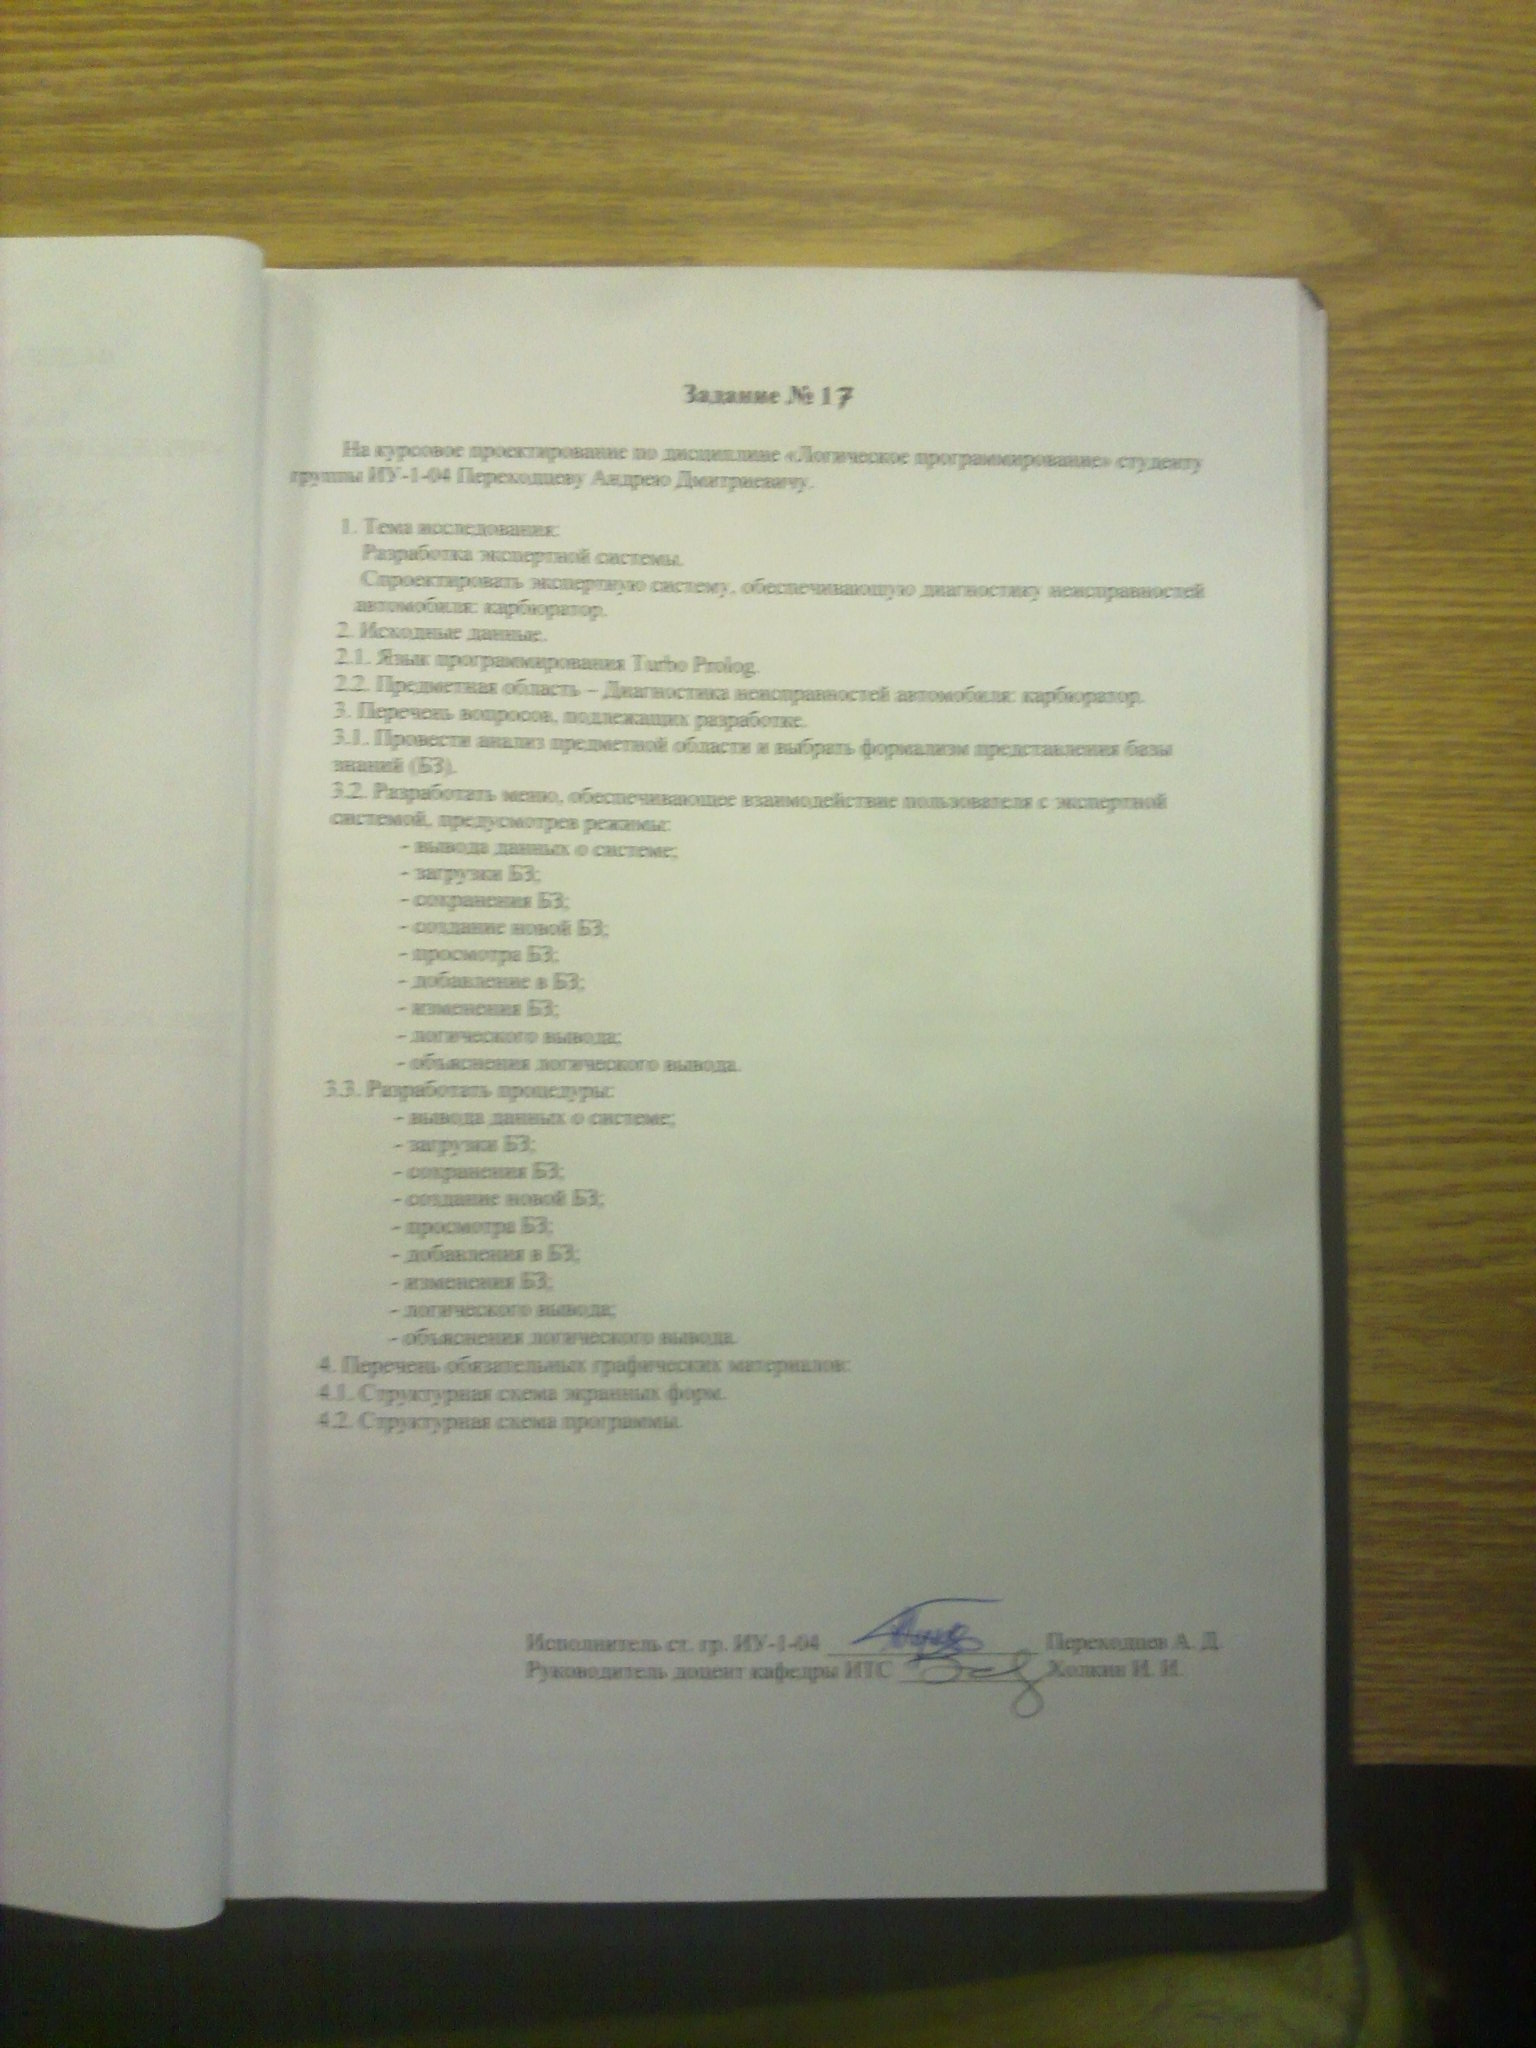 Задание № 17
На курсовое проектирование по дисциплине «Логическое программирование» студенту
группы ИУ-1-04 Переходцеву Андрею Дмитриевичу.
1. Тема исследования:
Разработка экспертной системы.
Спроектировать экспертную систему, обеспечивающую диагностику неисправностей
автомобиля: карбюратор.
2. Исходные данные.
2.1. Язык программирования Turbo Prolog.
2.2. Предметная область – Диагностика неисправностей автомобиля: карбюратор.
3. Перечень вопросов, подлежащих разработке.
3.1. Провести анализ предметной области и выбрать формализм представления базы
знаний (БЗ).
3.2. Разработать меню, обеспечивающее взаимодействие пользователя с экспертной
системой, предусмотрев режимы:
- вывода данных о системе;
- загрузки БЗ;
- сохранения БЗ;
- создание новой БЗ;
- просмотра БЗ;
- добавление в БЗ;
- изменения БЗ;
- логического вывода;
- объяснения логического вывода.
3.3. Разработать процедуры:
- вывода данных о системе;
- загрузки БЗ;
- сохранения БЗ;
- создание новой БЗ;
- просмотра БЗ;
- добавления в БЗ;
- изменения БЗ;
- логического вывода;
- объяснения логического вывода.
4. Перечень обязательных графических материалов:
4.1. Структурная схема экранных форм.
4.2. Структурная схема программы.
Исполнитель ст. гр. ИУ-1-04 Переходцев А. Д.
Руководитель доцент кафедры ИТС Холкин И. И.